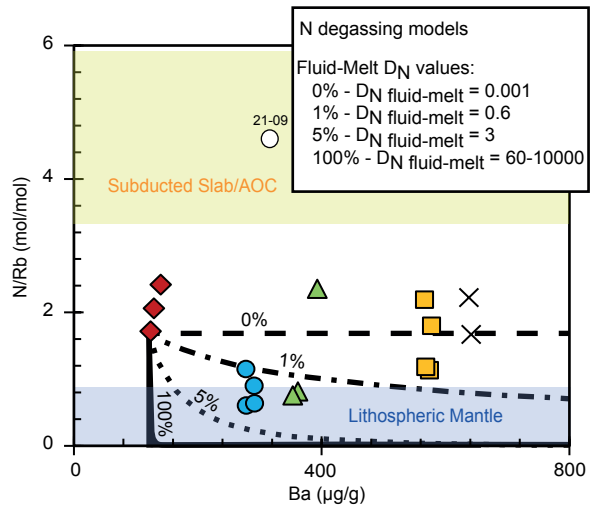 N degassing models
Fluid-Melt DN values:
0% - DN fluid-melt = 0.001
1% - DN fluid-melt = 0.6
5% - DN fluid-melt = 3
100% - DN fluid-melt = 60-10000
6
4
2
0
N/Rb (mol/mol)
21-09
Subducted Slab/AOC
0%
1%
5%
100%
Lithospheric Mantle
0
400
800
Ba (µg/g)